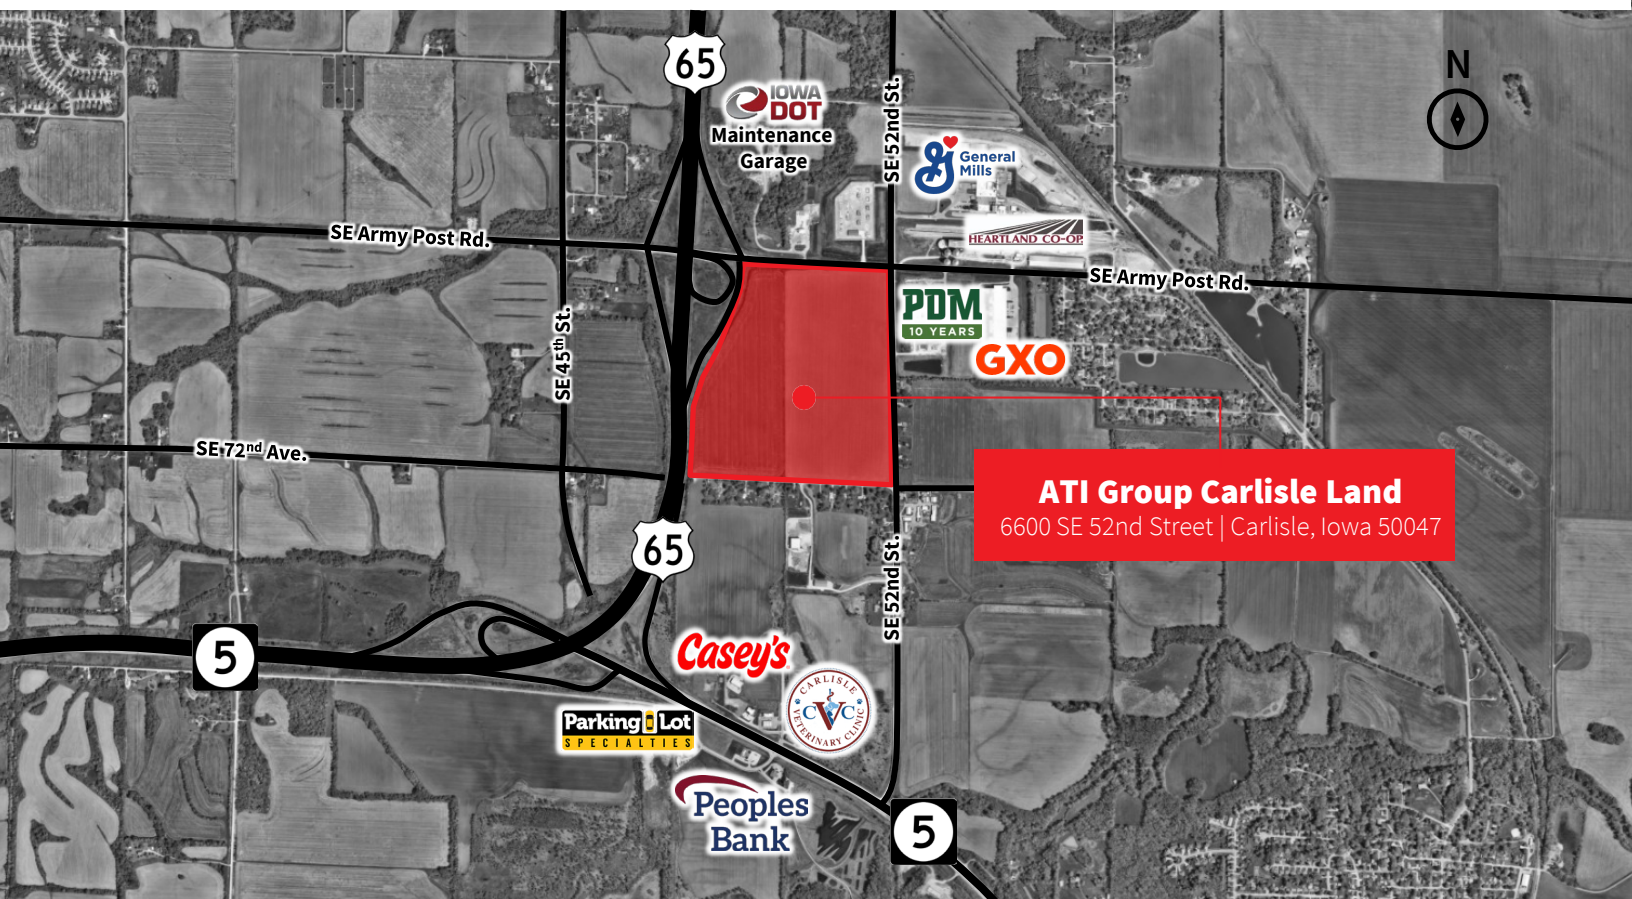 65
N
IOWA
DOT
Maintenance
Garage
SE 52nd St.
General
Mills
HEARTLAND CO-OP
SE Army Post Rd.
SE Army Post Rd.
PDM
10 YEARS
GXO
SE 45th St.
SE 72nd Ave.
ATI Group Carlisle Land
6600 SE 52nd Street | Carlisle, Iowa 50047
65
SE 52nd St.
5
Casey's
CARLISLE
CVC
VETERINARY CLINIC
Parking Lot
SPECIALTIES
Peoples
Bank
5